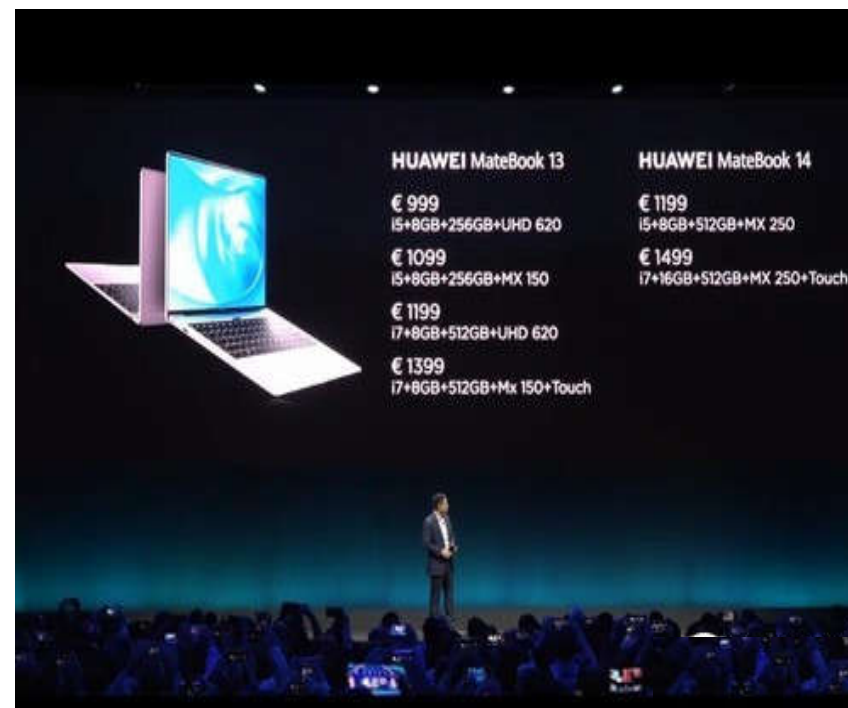 HUAWEI MateBook 13
€ 999
i5+8GB+256GB+UHD 620
€ 1099
i5+8GB+256GB+MX 150
€ 1199
i7+8GB+512GB+UHD 620
€ 1399
i7+8GB+512GB+Mx 150+Touch
HUAWEI MateBook 14
€ 1199
i5+8GB+512GB+MX 250
€ 1499
i7+16GB+512GB+MX 250+Touch